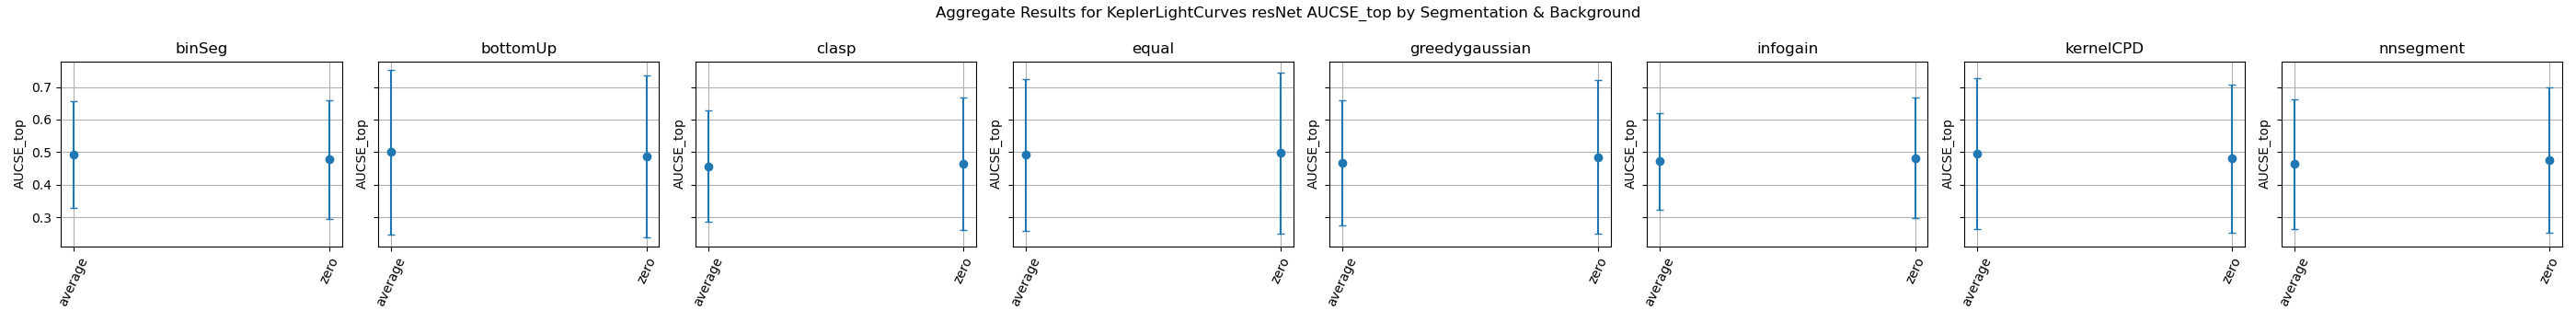 Aggregate Results for KeplerLightCurves resNet AUCSE_top by Segmentation & Background
binSeg
bottomUp
clasp
equal
greedygaussian
infogain
kernelCPD
nnsegment
0.7
0.6
0.5
0.4
0.3
AUCSE_top
AUCSE_top
AUCSE_top
AUCSE_top
AUCSE_top
AUCSE_top
AUCSE_top
AUCSE_top
average
zero
average
zero
average
zero
average
zero
average
zero
average
zero
average
zero
average
zero